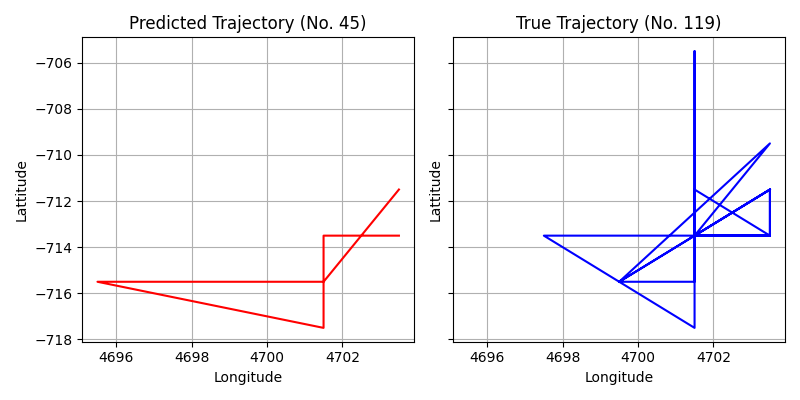 Predicted Trajectory (No. 45)
True Trajectory (No. 119)
Lattitude
−706
−708
−710
−712
−714
−716
−718
4696
4698
4700
4702
Longitude
Lattitude
4696
4698
4700
4702
Longitude